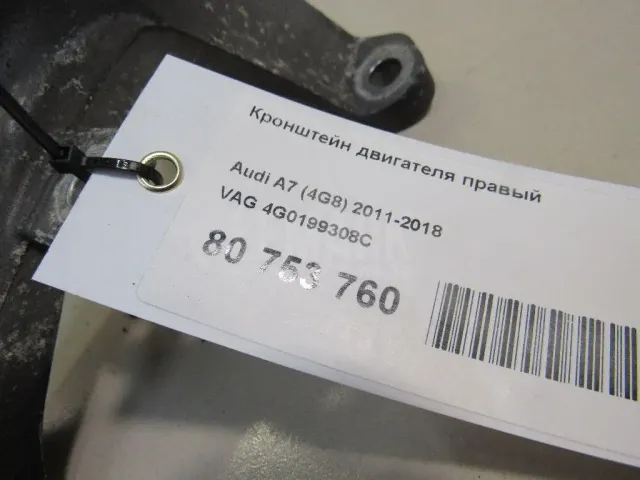 Кронштейн двигателя правый
Audi A7 (4G8) 2011-2018
VAG 4G0199308C
80 753 760